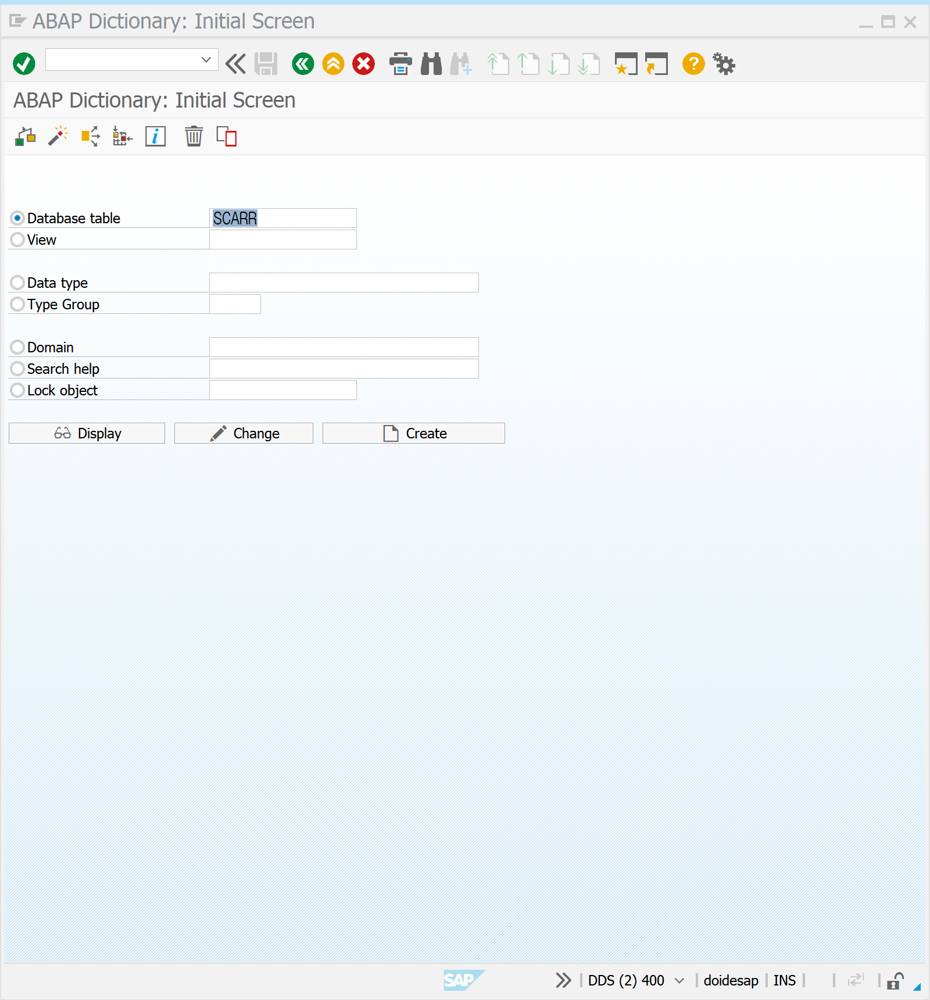 ABAP Dictionary: Initial Screen
ABAP Dictionary: Initial Screen
Database table SCARR
View
Data type
Type Group
Domain
Search help
Lock object
Display Change Create
SAP DDS (2) 400 doidesap INS